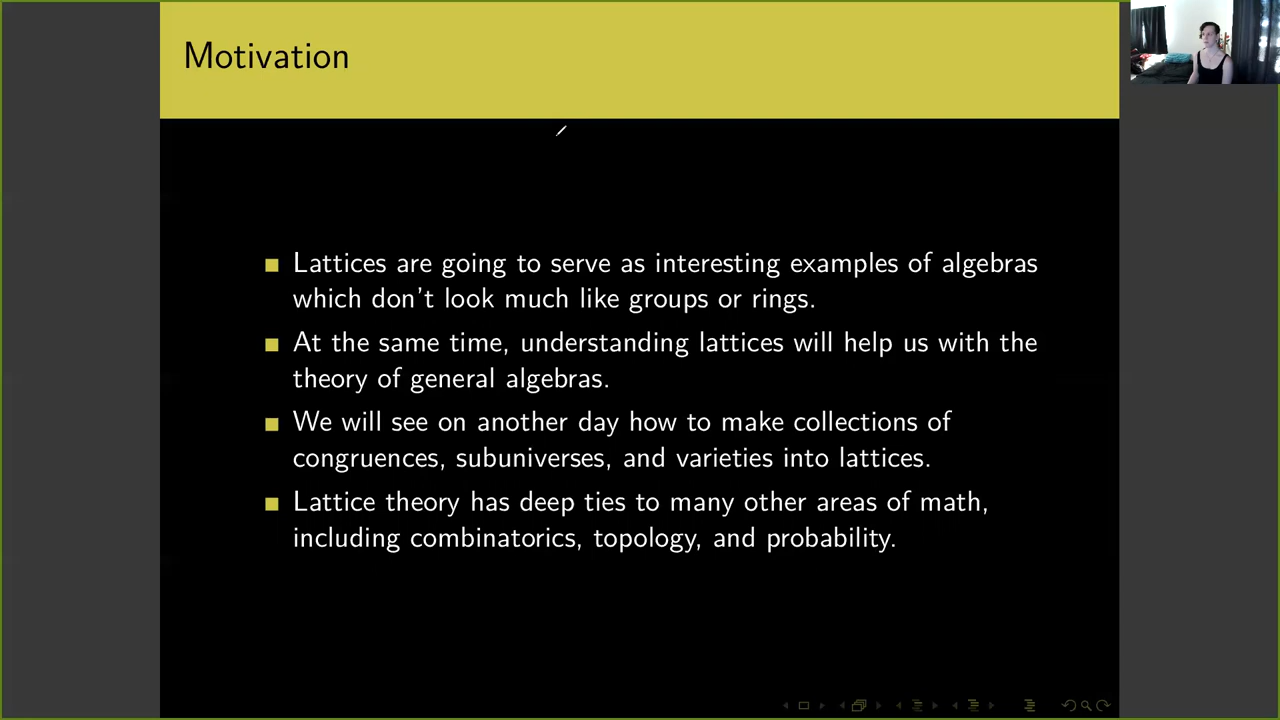 Motivation
Lattices are going to serve as interesting examples of algebras
which don't look much like groups or rings.
At the same time, understanding lattices will help us with the
theory of general algebras.
We will see on another day how to make collections of
congruences, subuniverses, and varieties into lattices.
Lattice theory has deep ties to many other areas of math,
including combinatorics, topology, and probability.